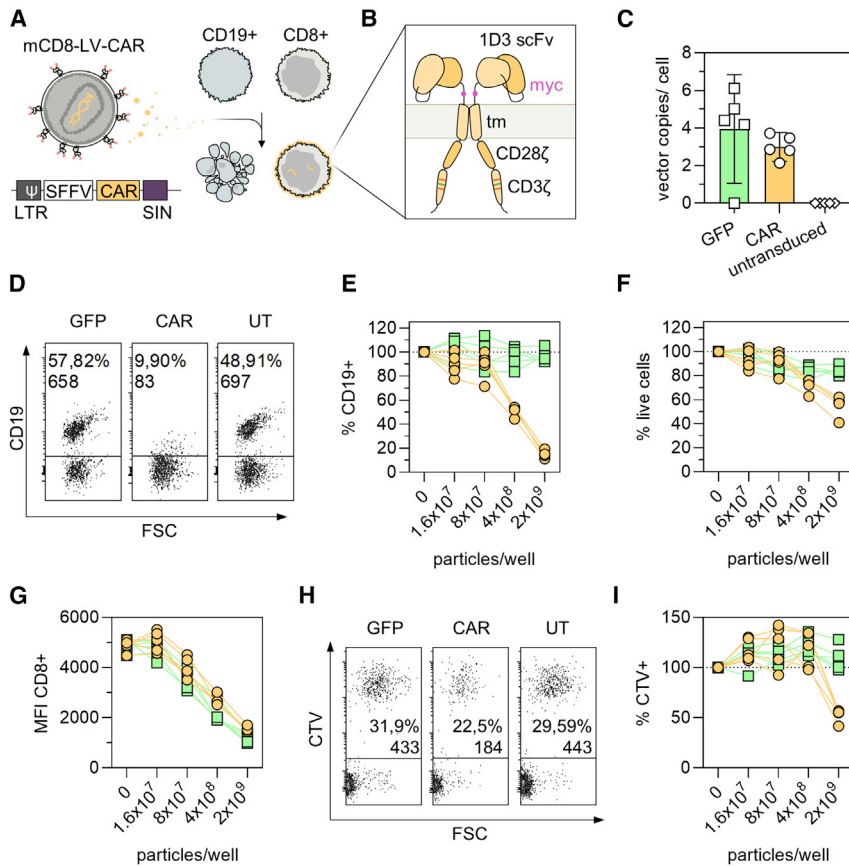 A
mCD8-LV-CAR
CD19+
CD8+
ψ
SFFV
CAR
LTR
SIN
B
1D3 scFv
myc
tm
CD28ζ
CD3ζ
C
vector copies/ cell
8
6
4
2
0
GFP
CAR
untransduced
D
GFP
CAR
UT
57,82%
658
9,90%
83
48,91%
697
CD19
FSC
E
% CD19+
120
100
80
60
40
20
0
0
1.6x10⁷
8x10⁷
4x10⁸
2x10⁹
particles/well
F
% live cells
120
100
80
60
40
20
0
0
1.6x10⁷
8x10⁷
4x10⁸
2x10⁹
particles/well
G
MFI CD8+
6000
4000
2000
0
0
1.6x10⁷
8x10⁷
4x10⁸
2x10⁹
particles/well
H
GFP
CAR
UT
31,9%
433
22,5%
184
29,59%
443
CTV
FSC
I
% CTV+
150
100
50
0
0
1.6x10⁷
8x10⁷
4x10⁸
2x10⁹
particles/well